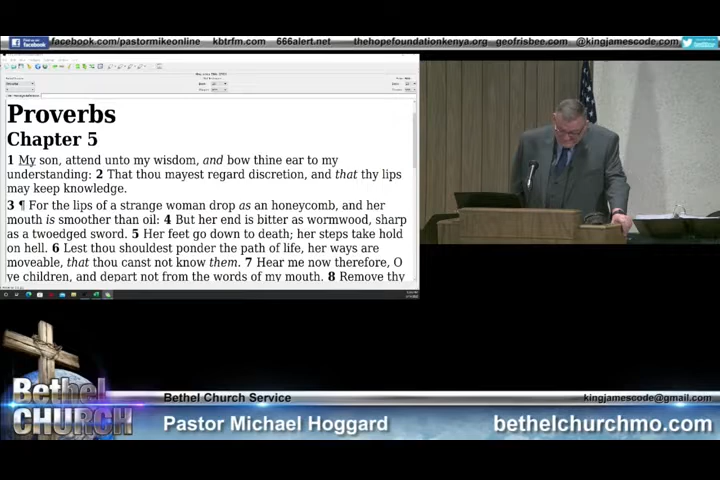 Find us on facebook
facebook.com/pastormikeonline kbtrfm.com 666alert.net thehopefoundationkenya.org geofrisbee.com @kingjamescode.com
Proverbs
Chapter 5
1 My son, attend unto my wisdom, and bow thine ear to my
understanding: 2 That thou mayest regard discretion, and that thy lips
may keep knowledge.
3 ¶ For the lips of a strange woman drop as an honeycomb, and her
mouth is smoother than oil: 4 But her end is bitter as wormwood, sharp
as a twoedged sword. 5 Her feet go down to death; her steps take hold
on hell. 6 Lest thou shouldest ponder the path of life, her ways are
moveable, that thou canst not know them. 7 Hear me now therefore, O
ye children, and depart not from the words of my mouth. 8 Remove thy
Bethel
CHURCH
Bethel Church Service
kingjamescode@gmail.com
Pastor Michael Hoggard
bethelchurchmo.com